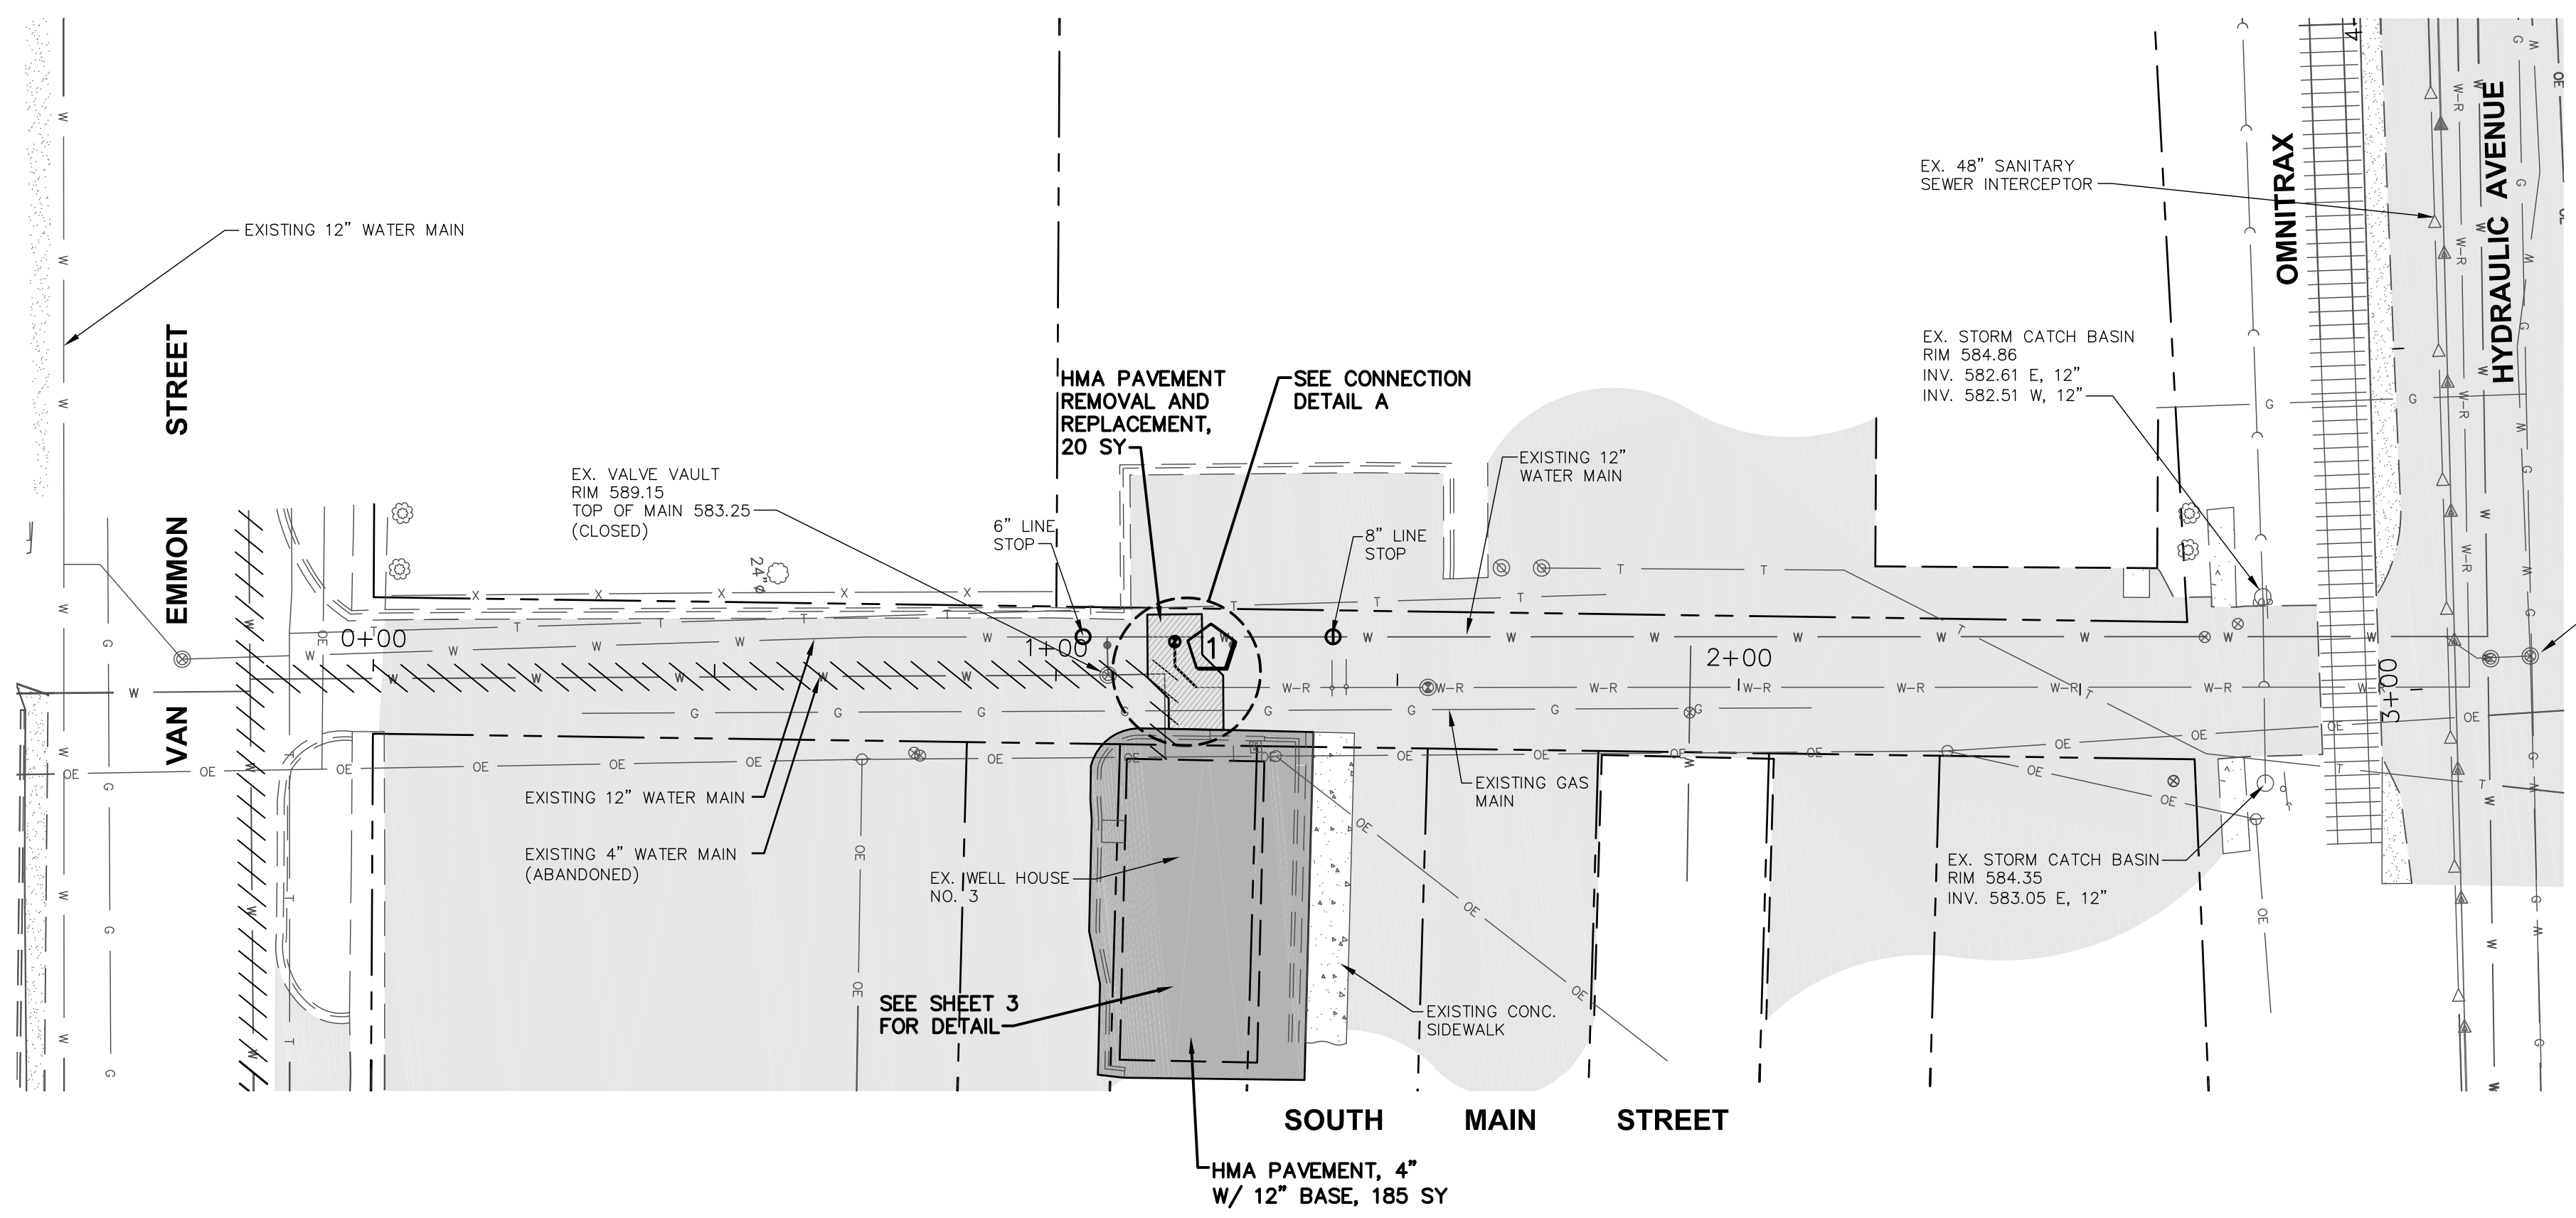 EXISTING 12" WATER MAIN
VAN EMMON STREET
EX. VALVE VAULT
RIM 589.15
TOP OF MAIN 583.25
(CLOSED)
24"ø
6" LINE
STOP
HMA PAVEMENT
REMOVAL AND
REPLACEMENT,
20 SY
SEE CONNECTION
DETAIL A
8" LINE
STOP
EXISTING 12"
WATER MAIN
EX. 48" SANITARY
SEWER INTERCEPTOR
EX. STORM CATCH BASIN
RIM 584.86
INV. 582.61 E, 12"
INV. 582.51 W, 12"
OMNITRAX
HYDRAULIC AVENUE
4
0+00
1+00
1
2+00
3+00
EXISTING 12" WATER MAIN
EXISTING 4" WATER MAIN
(ABANDONED)
EX. WELL HOUSE
NO. 3
SEE SHEET 3
FOR DETAIL
EXISTING GAS
MAIN
EXISTING CONC.
SIDEWALK
EX. STORM CATCH BASIN
RIM 584.35
INV. 583.05 E, 12"
SOUTH MAIN STREET
HMA PAVEMENT, 4"
W/ 12" BASE, 185 SY